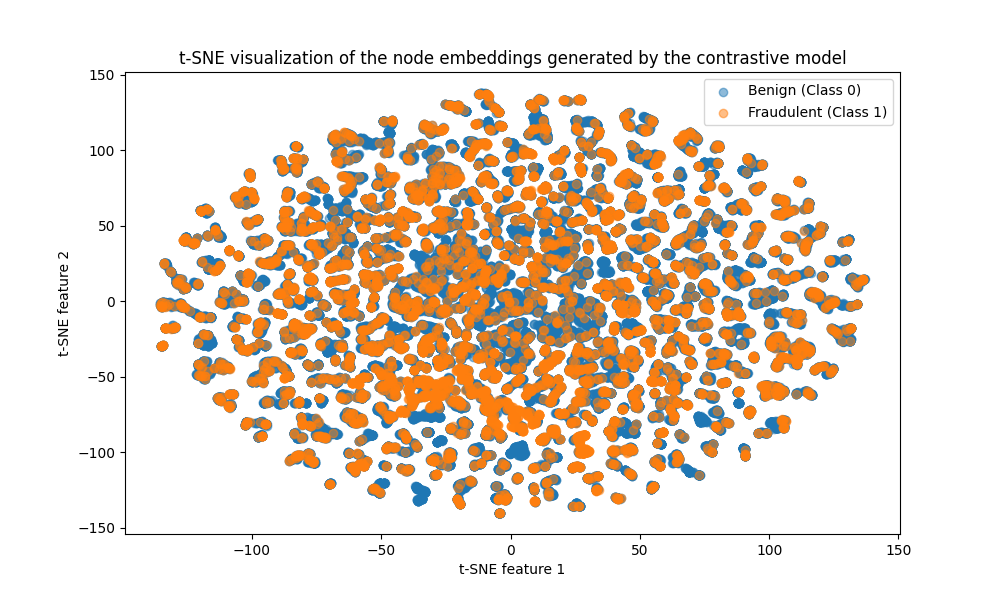 t-SNE visualization of the node embeddings generated by the contrastive model
Benign (Class 0)
Fraudulent (Class 1)
150
100
50
0
−50
−100
−150
t-SNE feature 2
−100
−50
0
50
100
150
t-SNE feature 1